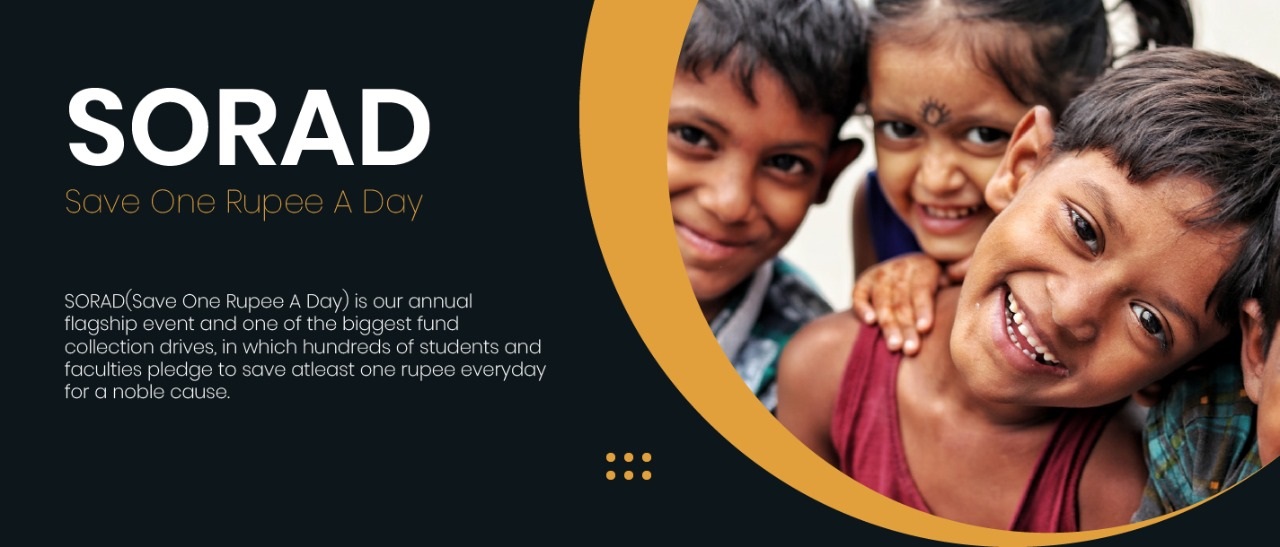 SORAD
Save One Rupee A Day
SORAD(Save One Rupee A Day) is our annual
flagship event and one of the biggest fund
collection drives, in which hundreds of students and
faculties pledge to save atleast one rupee everyday
for a noble cause.